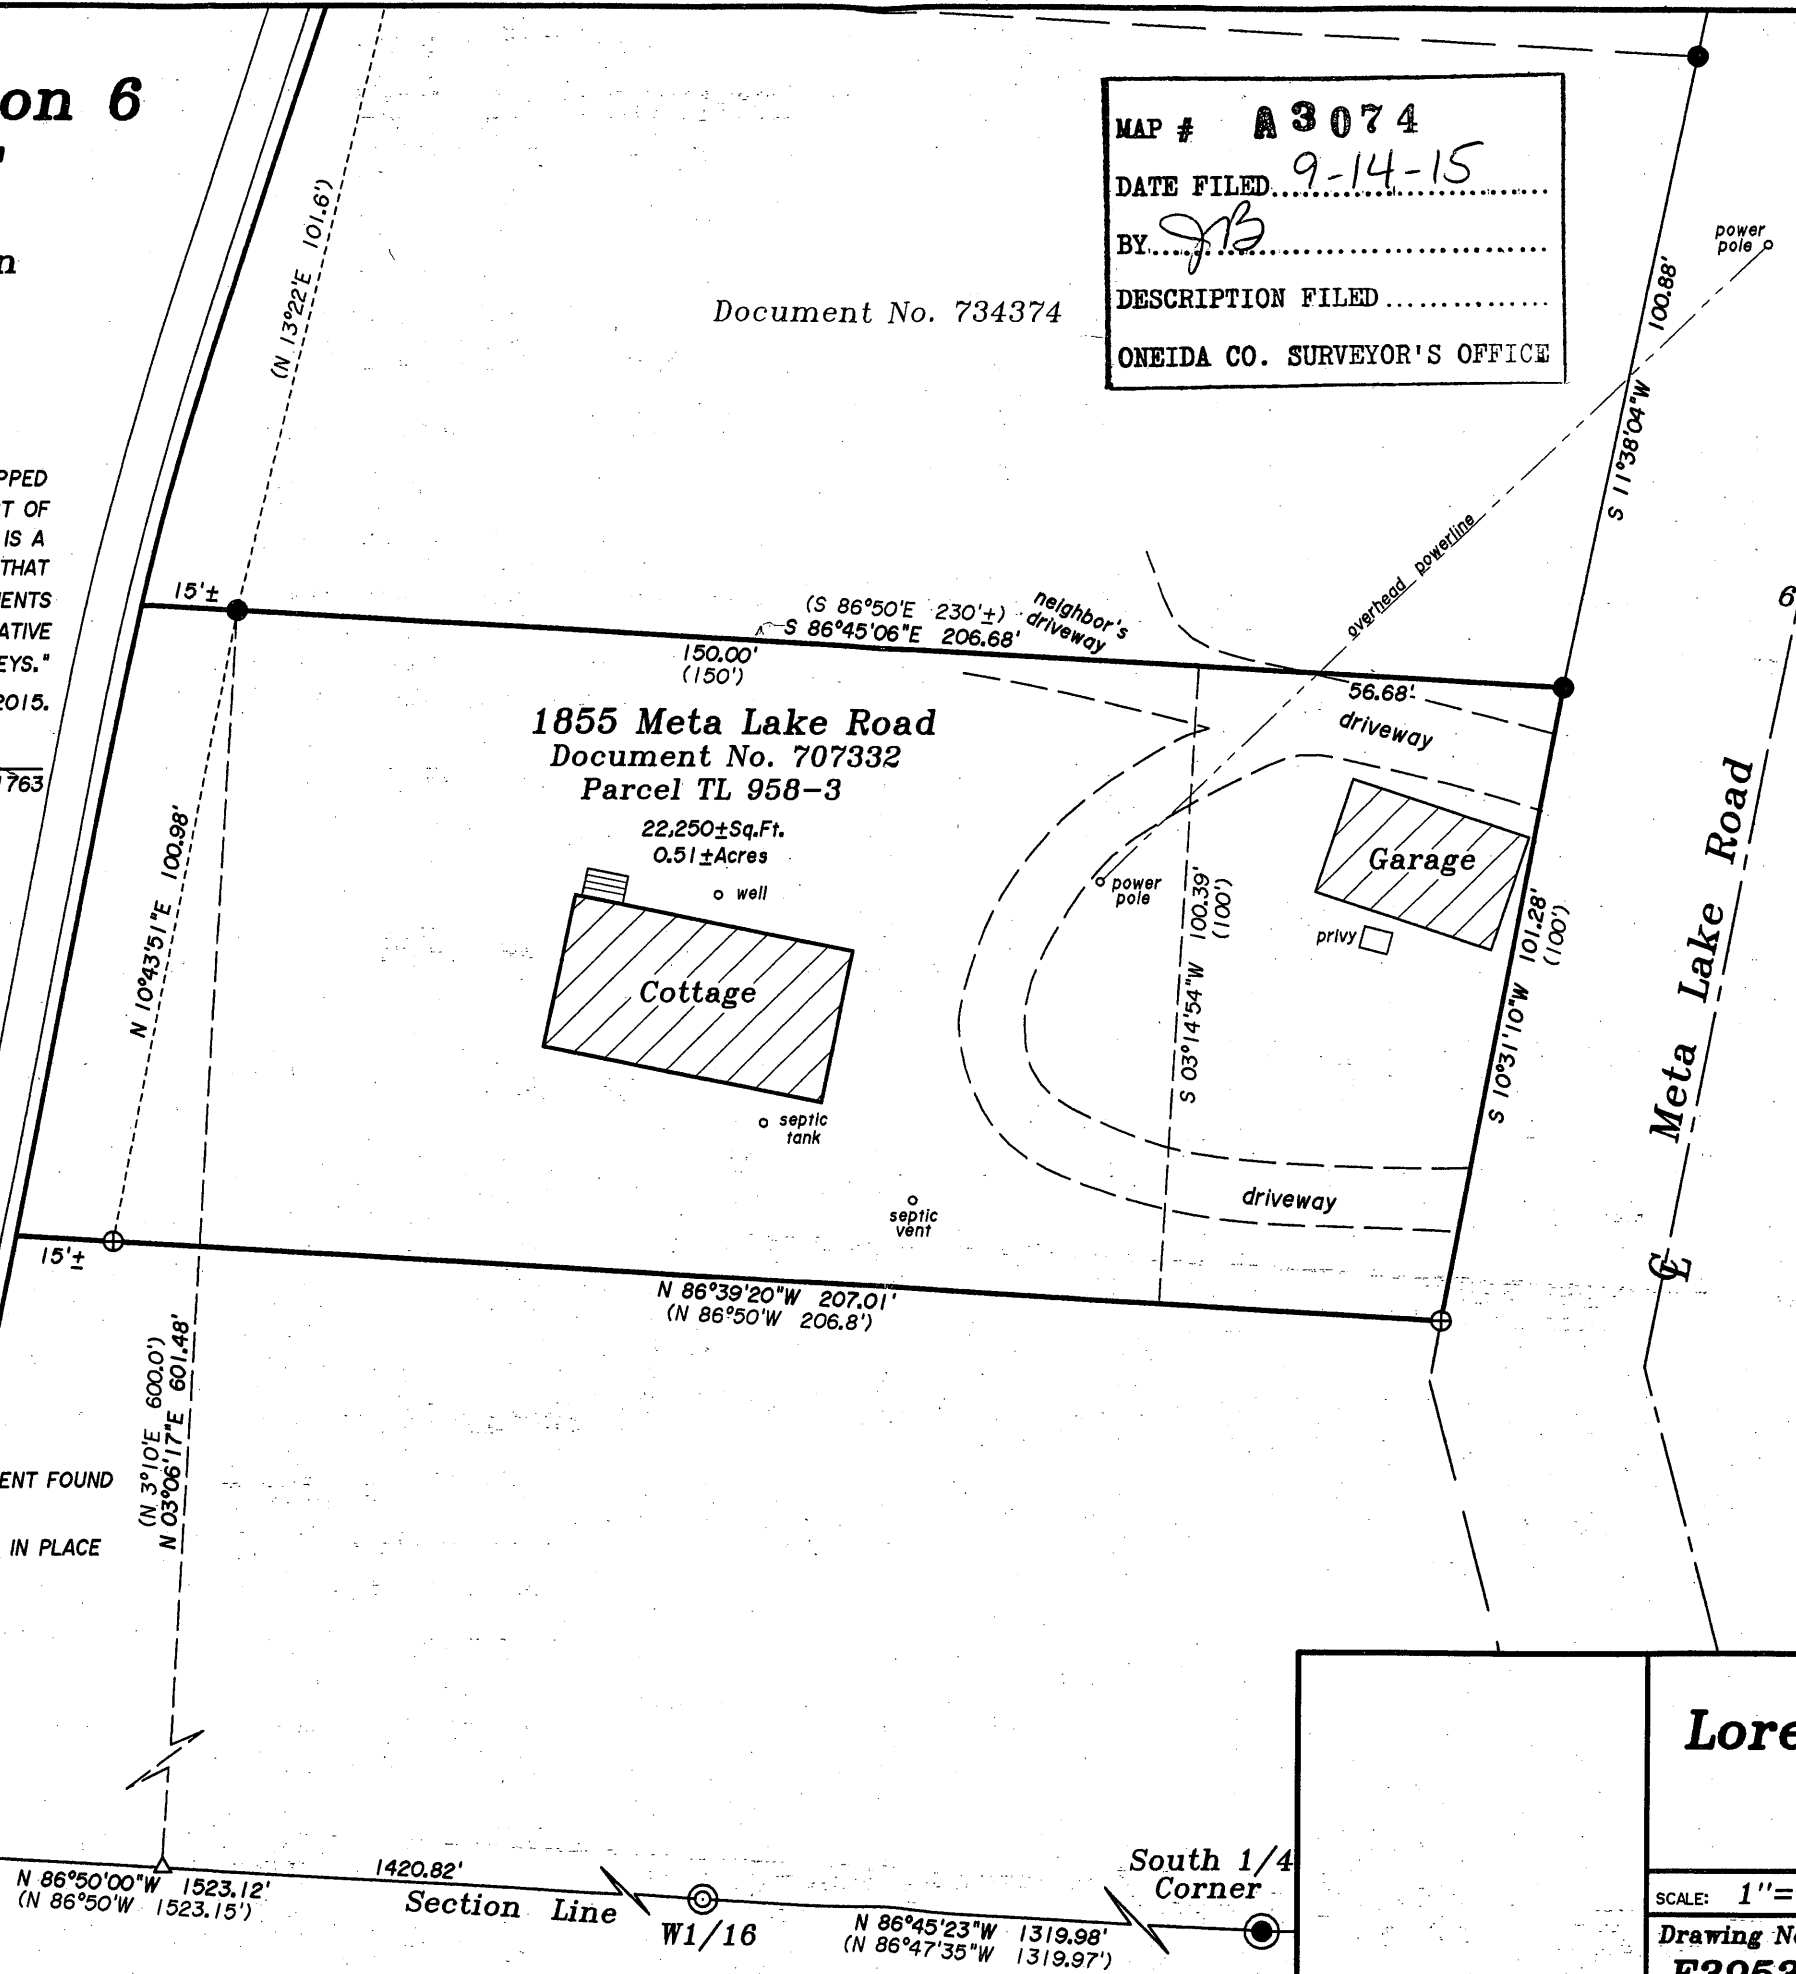 on 6
n
MAP # A3074
DATE FILED 9-14-15
BY JB
DESCRIPTION FILED
ONEIDA CO. SURVEYOR'S OFFICE
Document No. 734374
(N 13°22'E 101.6')
power
pole
100.88'
S 11°38'04"W
PPED
T OF
IS A
THAT
ENTS
ATIVE
EYS."
2015.
1763
overhead powerline
15'±
(S 86°50'E 230'±)
S 86°45'06"E 206.68'
neighbor's
driveway
150.00'
(150')
56.68'
driveway
6
1855 Meta Lake Road
Document No. 707332
Parcel TL 958-3
22,250±Sq.Ft.
0.51±Acres
N 10°43'51"E 100.98'
well
Cottage
septic
tank
septic
vent
power
pole
S 03°14'54"W 100.39'
(100')
Garage
privy
S 10°31'10"W 101.28'
(100')
Meta Lake Road
CL
driveway
15'±
N 86°39'20"W 207.01'
(N 86°50'W 206.8')
(N 3°10'E 600.0')
N 03°06'17"E 601.48'
ENT FOUND
IN PLACE
N 86°50'00"W 1523.12'
(N 86°50'W 1523.15')
1420.82'
Section Line
W1/16
N 86°45'23"W 1319.98'
(N 86°47'35"W 1319.97')
South 1/4
Corner
Lore
SCALE: 1"=
Drawing No